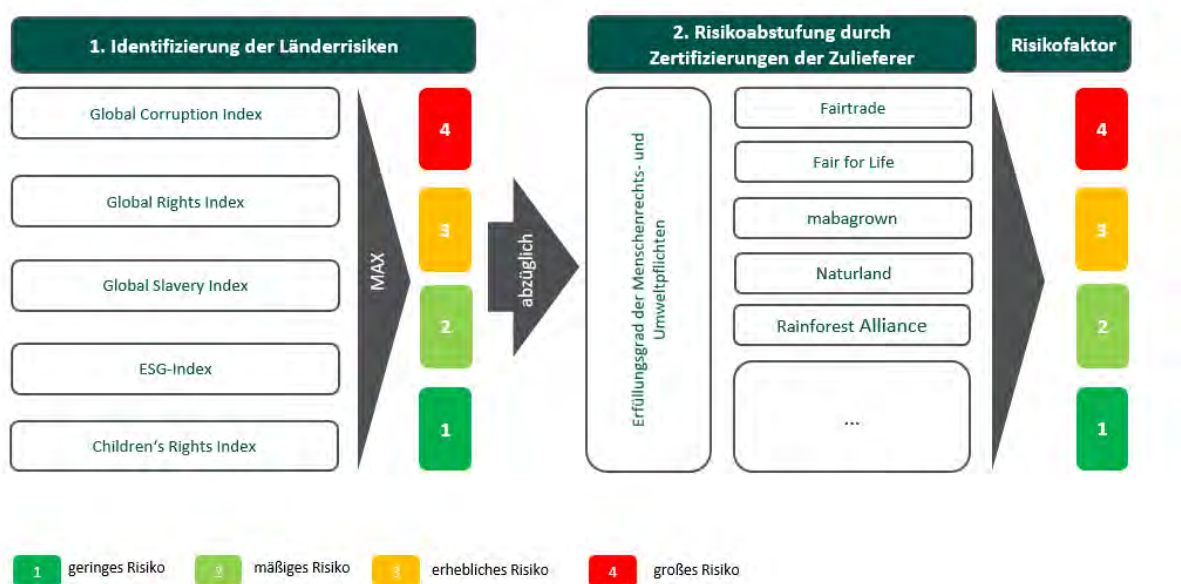 1. Identifizierung der Länderrisiken
Global Corruption Index
Global Rights Index
Global Slavery Index
ESG-Index
Children's Rights Index
MAX
4
3
2
1
abzüglich
2. Risikoabstufung durch
Zertifizierungen der Zulieferer
Erfüllungsgrad der Menschenrechts- und
Umweltpflichten
Fairtrade
Fair for Life
mabagrown
Naturland
Rainforest Alliance
...
Risikofaktor
4
3
2
1
1 geringes Risiko
2 mäßiges Risiko
3 erhebliches Risiko
4 großes Risiko